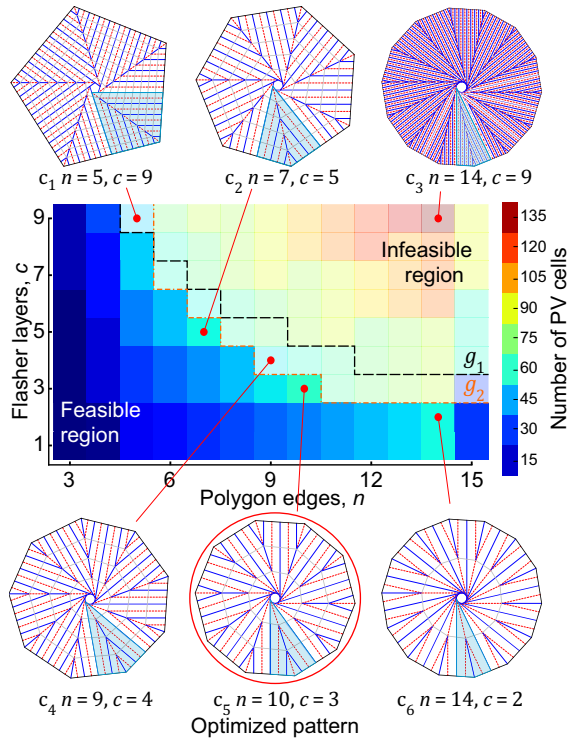 c₁ n = 5, c = 9
c₂ n = 7, c = 5
c₃ n = 14, c = 9
Flasher layers, c
9
7
5
3
1
Infeasible
region
g₁
g₂
Feasible
region
3
6
9
12
15
Polygon edges, n
135
120
105
90
75
60
45
30
15
Number of PV cells
c₄ n = 9, c = 4
c₅ n = 10, c = 3
c₆ n = 14, c = 2
Optimized pattern